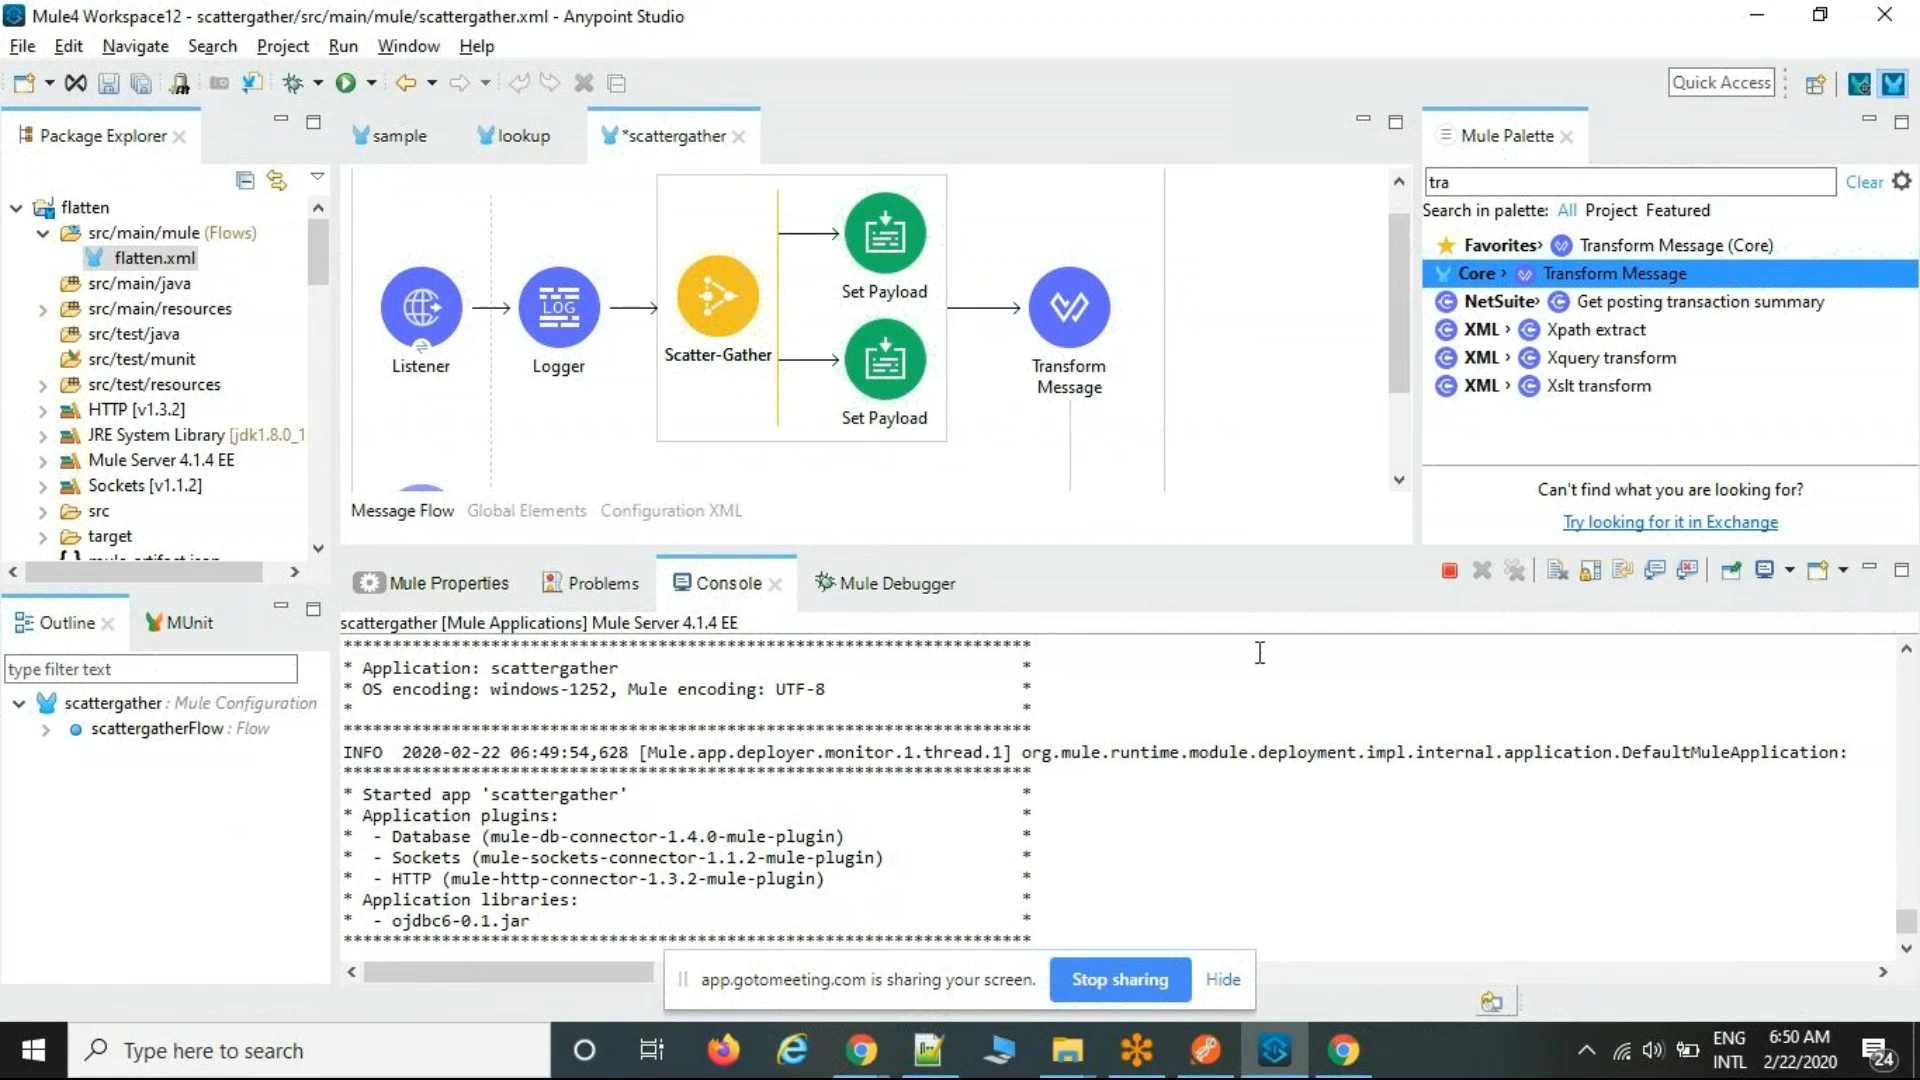 Mule4 Workspace12 - scattergather/src/main/mule/scattergather.xml - Anypoint Studio
File Edit Navigate Search Project Run Window Help
Quick Access
Package Explorer
flatten
src/main/mule (Flows)
flatten.xml
src/main/java
src/main/resources
src/test/java
src/test/munit
src/test/resources
HTTP [v1.3.2]
JRE System Library [jdk1.8.0_1
Mule Server 4.1.4 EE
Sockets [v1.1.2]
src
target
sample
lookup
*scattergather
Listener
LOG
Logger
Scatter-Gather
Set Payload
Set Payload
Transform
Message
Message Flow Global Elements Configuration XML
Mule Palette
tra
Clear
Search in palette: All Project Featured
Favorites> Transform Message (Core)
Core > Transform Message
NetSuite> Get posting transaction summary
XML > Xpath extract
XML > Xquery transform
XML > Xslt transform
Can't find what you are looking for?
Try looking for it in Exchange
Outline
MUnit
type filter text
scattergather : Mule Configuration
scattergatherFlow : Flow
Mule Properties
Problems
Console
Mule Debugger
scattergather [Mule Applications] Mule Server 4.1.4 EE
**********************************************************************
* Application: scattergather *
* OS encoding: windows-1252, Mule encoding: UTF-8 *
* *
**********************************************************************
INFO 2020-02-22 06:49:54,628 [Mule.app.deployer.monitor.1.thread.1] org.mule.runtime.module.deployment.impl.internal.application.DefaultMuleApplication:
**********************************************************************
* Started app 'scattergather' *
* Application plugins: *
* - Database (mule-db-connector-1.4.0-mule-plugin) *
* - Sockets (mule-sockets-connector-1.1.2-mule-plugin) *
* - HTTP (mule-http-connector-1.3.2-mule-plugin) *
* Application libraries: *
* - ojdbc6-0.1.jar *
**********************************************************************
app.gotomeeting.com is sharing your screen.
Stop sharing
Hide
Type here to search
ENG
INTL
6:50 AM
2/22/2020
24